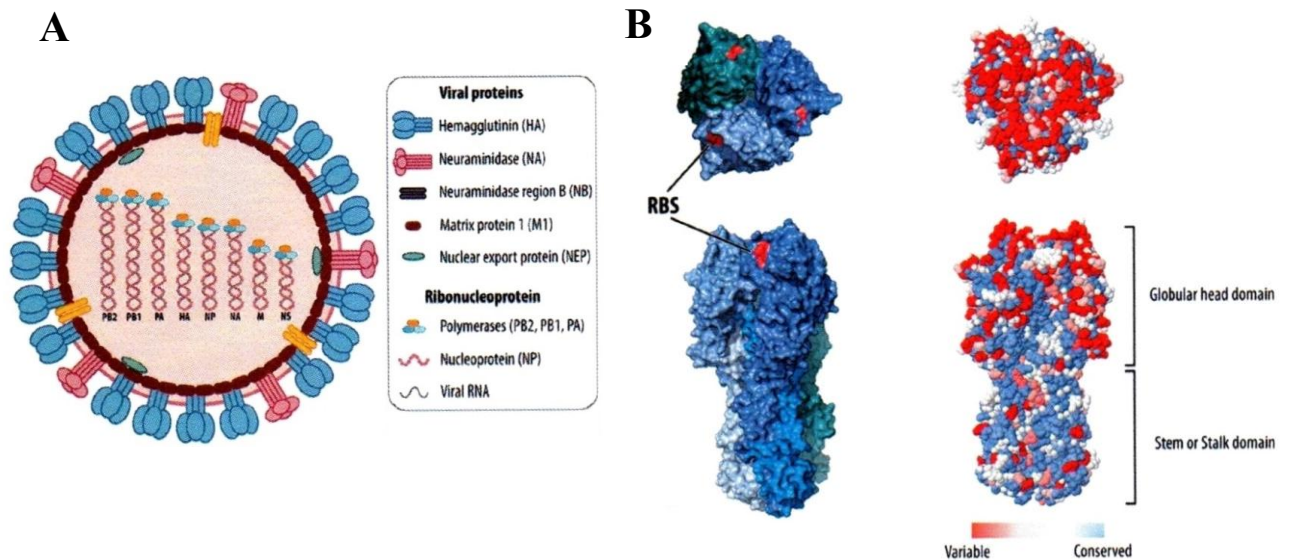 A
Viral proteins
Hemagglutinin (HA)
Neuraminidase (NA)
Neuraminidase region B (NB)
Matrix protein 1 (M1)
Nuclear export protein (NEP)
Ribonucleoprotein
Polymerases (PB2, PB1, PA)
Nucleoprotein (NP)
Viral RNA
PB2 PB1 PA HA NP NA M NS
B
RBS
Globular head domain
Stem or Stalk domain
Variable
Conserved